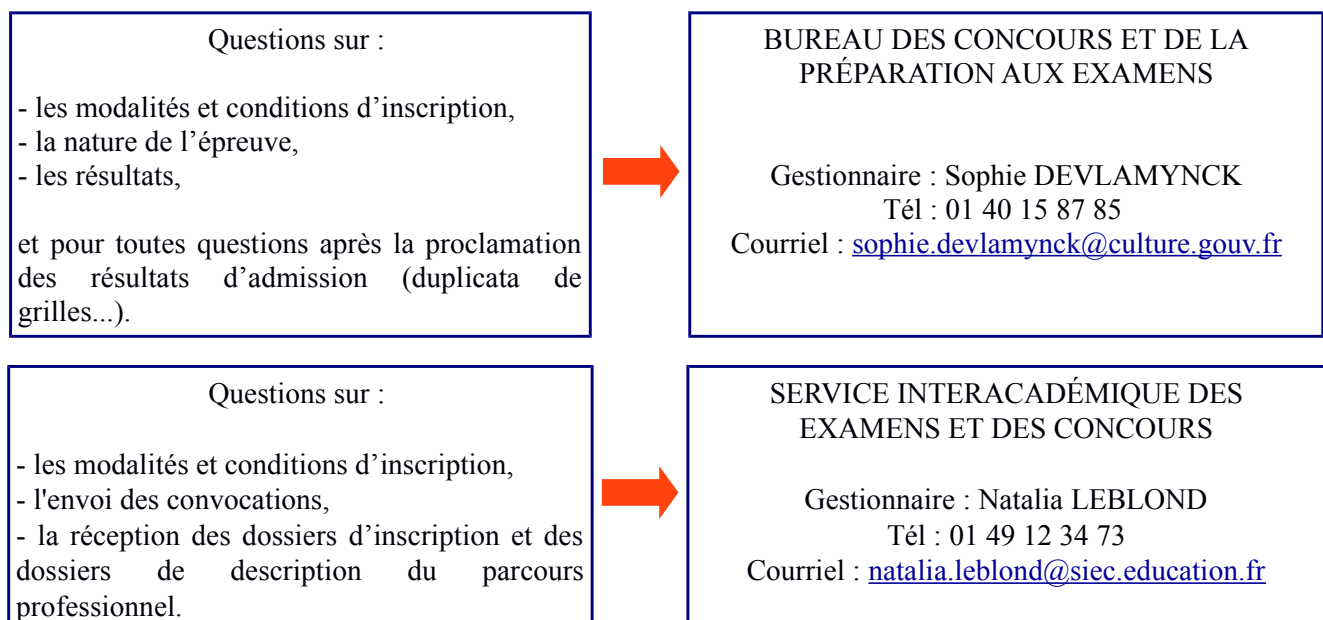 Questions sur :
- les modalités et conditions d’inscription,
- la nature de l’épreuve,
- les résultats,
et pour toutes questions après la proclamation
des résultats d’admission (duplicata de
grilles...).
BUREAU DES CONCOURS ET DE LA
PRÉPARATION AUX EXAMENS
Gestionnaire : Sophie DEVLAMYNCK
Tél : 01 40 15 87 85
Courriel : sophie.devlamynck@culture.gouv.fr
Questions sur :
- les modalités et conditions d’inscription,
- l'envoi des convocations,
- la réception des dossiers d’inscription et des
dossiers de description du parcours
professionnel.
SERVICE INTERACADÉMIQUE DES
EXAMENS ET DES CONCOURS
Gestionnaire : Natalia LEBLOND
Tél : 01 49 12 34 73
Courriel : natalia.leblond@siec.education.fr